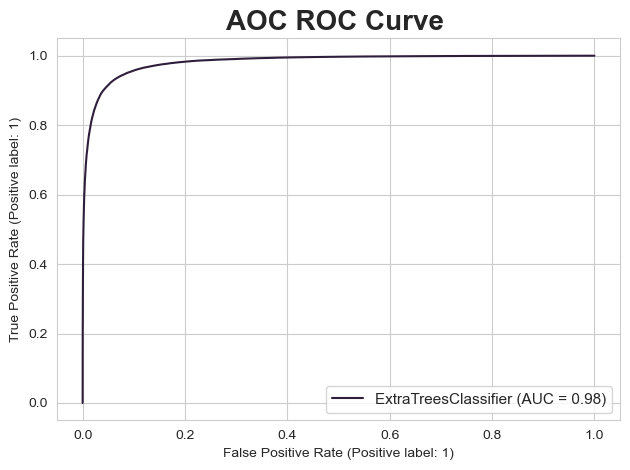 AOC ROC Curve
True Positive Rate (Positive label: 1)
1.0
0.8
0.6
0.4
0.2
0.0
ExtraTreesClassifier (AUC = 0.98)
0.0 0.2 0.4 0.6 0.8 1.0
False Positive Rate (Positive label: 1)